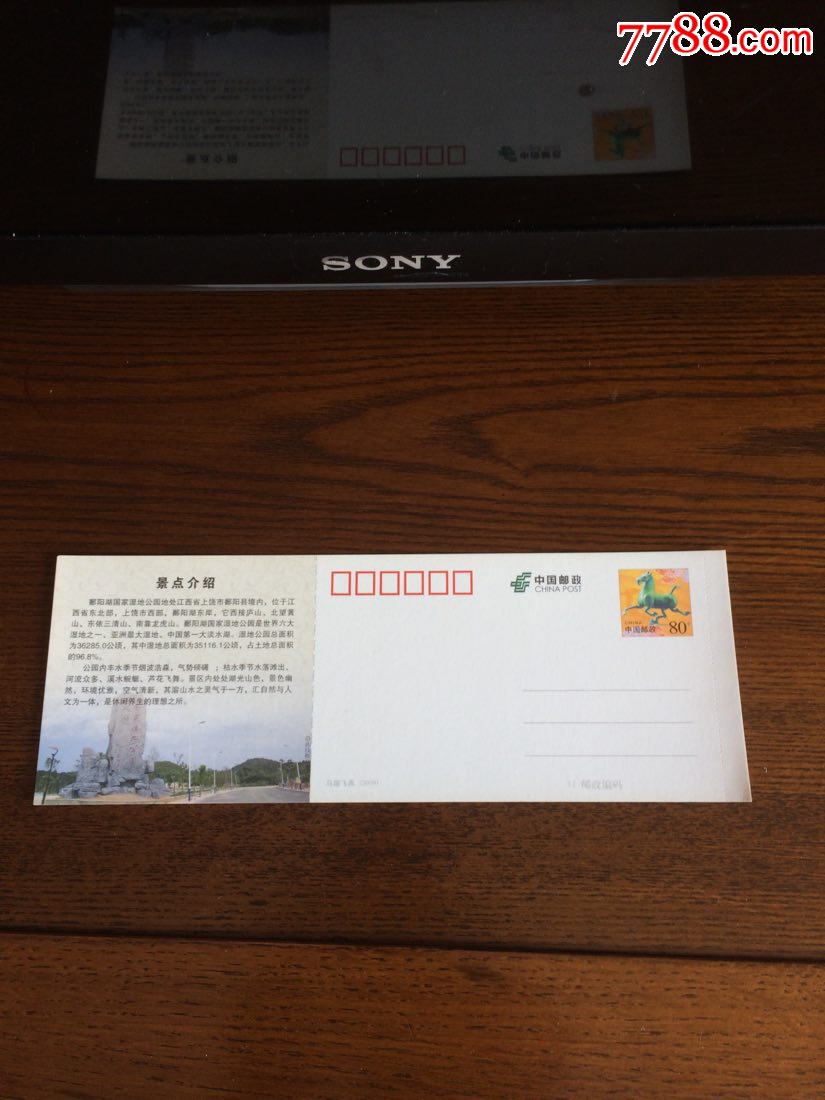 7788.com
SONY
景点介绍
鄱阳湖国家湿地公园地处江西省上饶市鄱阳县境内，位于江
西省东北部，上饶市西部，鄱阳湖东岸，它西接庐山、北望黄
山、东依三清山、南靠龙虎山。鄱阳湖国家湿地公园是世界六大
湿地之一、亚洲最大湿地、中国第一大淡水湖。湿地公园总面积
为36285.0公顷，其中湿地总面积为35116.1公顷，占土地总面积
的96.8%。
公园内丰水季节烟波浩淼，气势磅礴 ；枯水季节水落滩出、
河流众多、溪水蜿蜒、芦花飞舞。景区内处处湖光山色，景色幽
然，环境优雅，空气清新，其溶山水之灵气于一方，汇自然与人
文为一体，是休闲养生的理想之所。
中国邮政
CHINA POST
CHINA
中国邮政 80
邮政编码